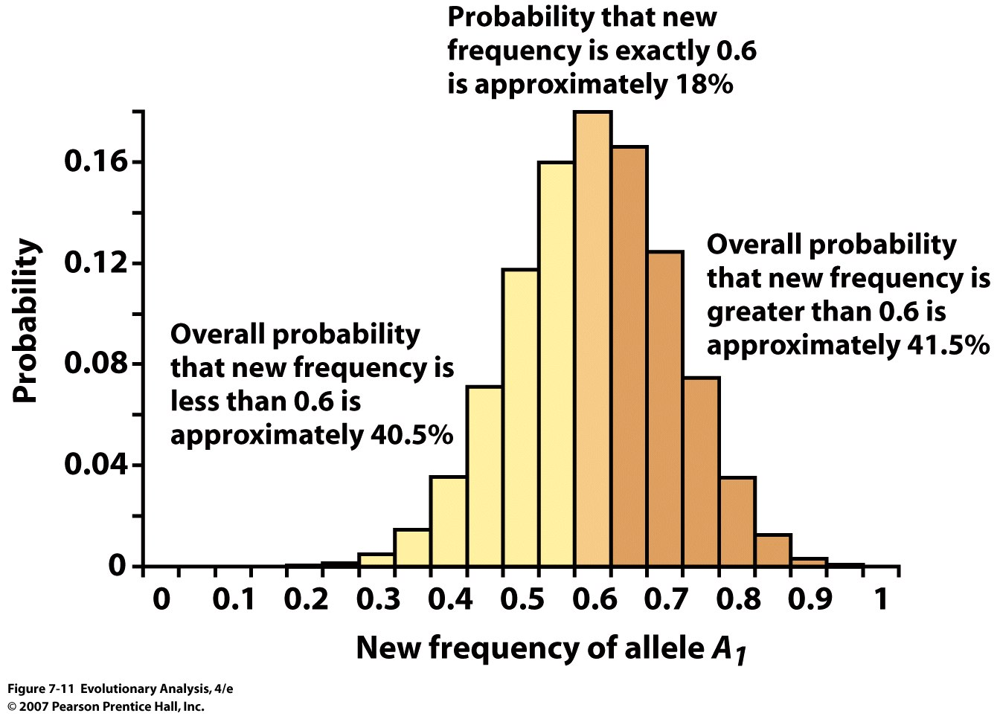 Probability that new
frequency is exactly 0.6
is approximately 18%
0.16
0.12
0.08
0.04
0
Probability
Overall probability
that new frequency is
less than 0.6 is
approximately 40.5%
Overall probability
that new frequency is
greater than 0.6 is
approximately 41.5%
0 0.1 0.2 0.3 0.4 0.5 0.6 0.7 0.8 0.9 1
New frequency of allele A1
Figure 7-11 Evolutionary Analysis, 4/e
© 2007 Pearson Prentice Hall, Inc.